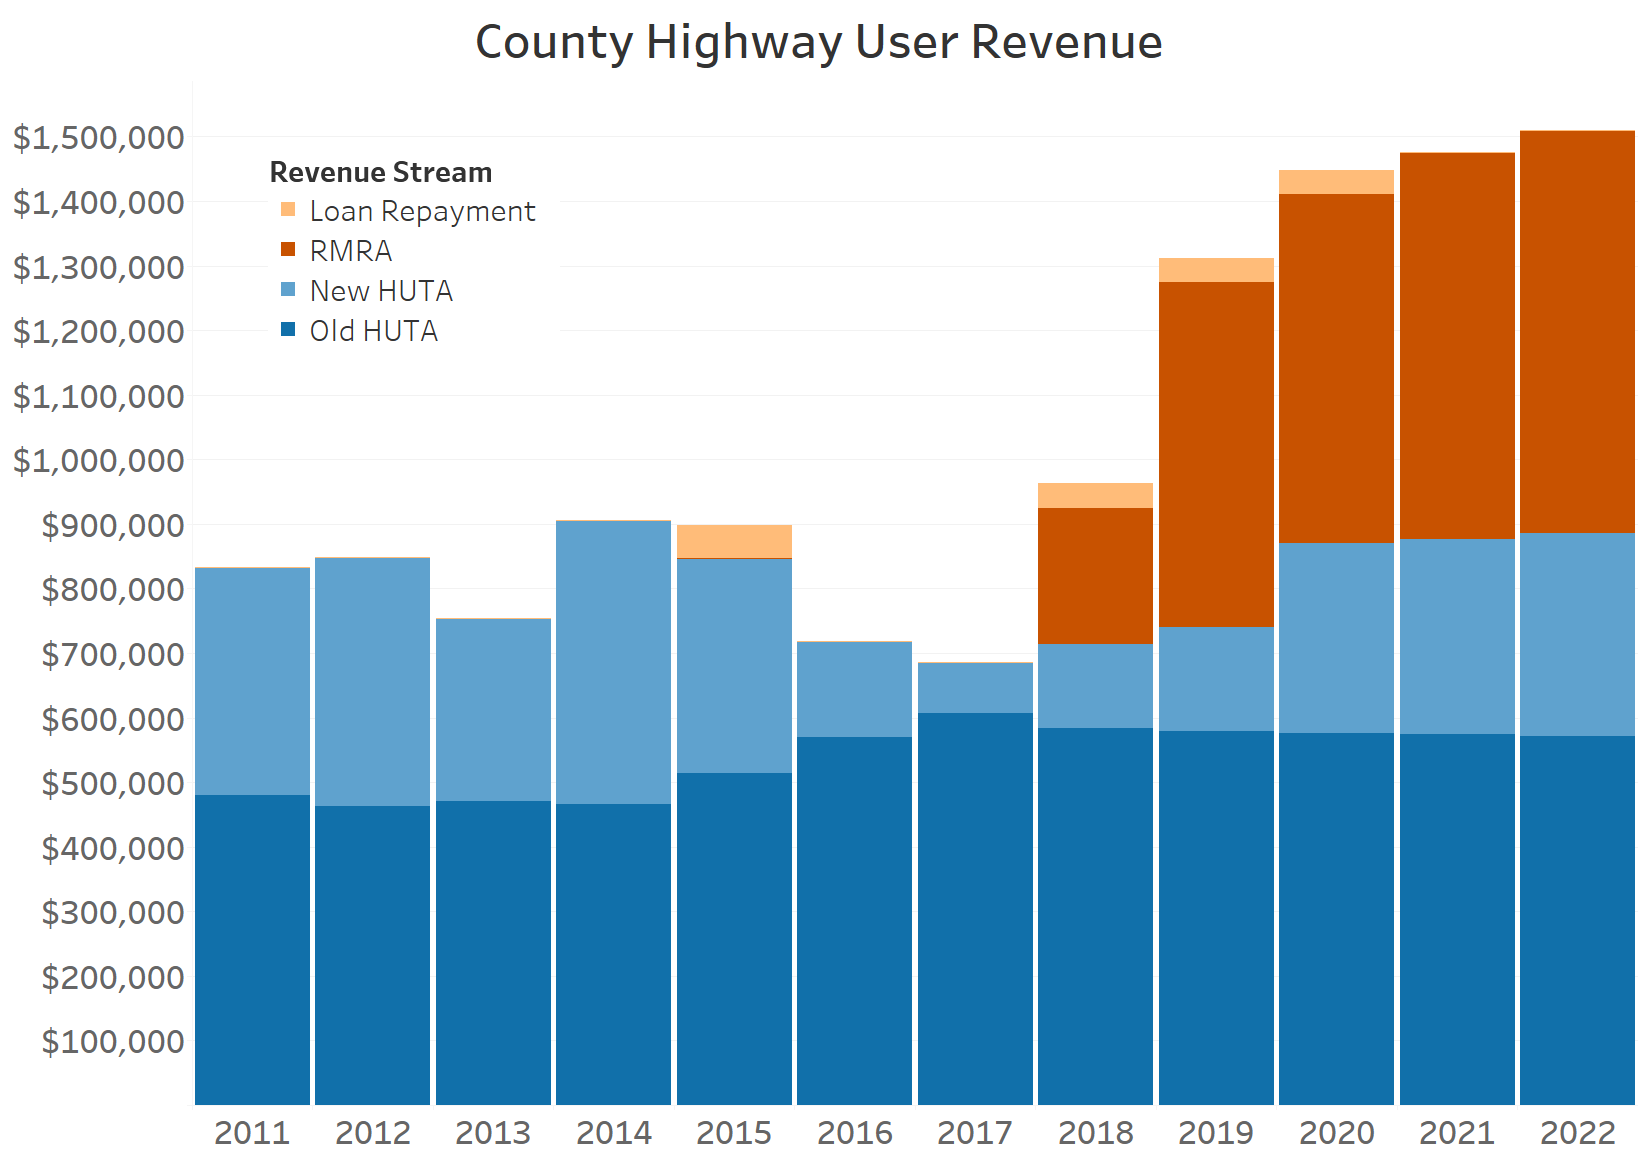 County Highway User Revenue
$1,500,000
$1,400,000
$1,300,000
$1,200,000
$1,100,000
$1,000,000
$900,000
$800,000
$700,000
$600,000
$500,000
$400,000
$300,000
$200,000
$100,000
Revenue Stream
Loan Repayment
RMRA
New HUTA
Old HUTA
2011 2012 2013 2014 2015 2016 2017 2018 2019 2020 2021 2022